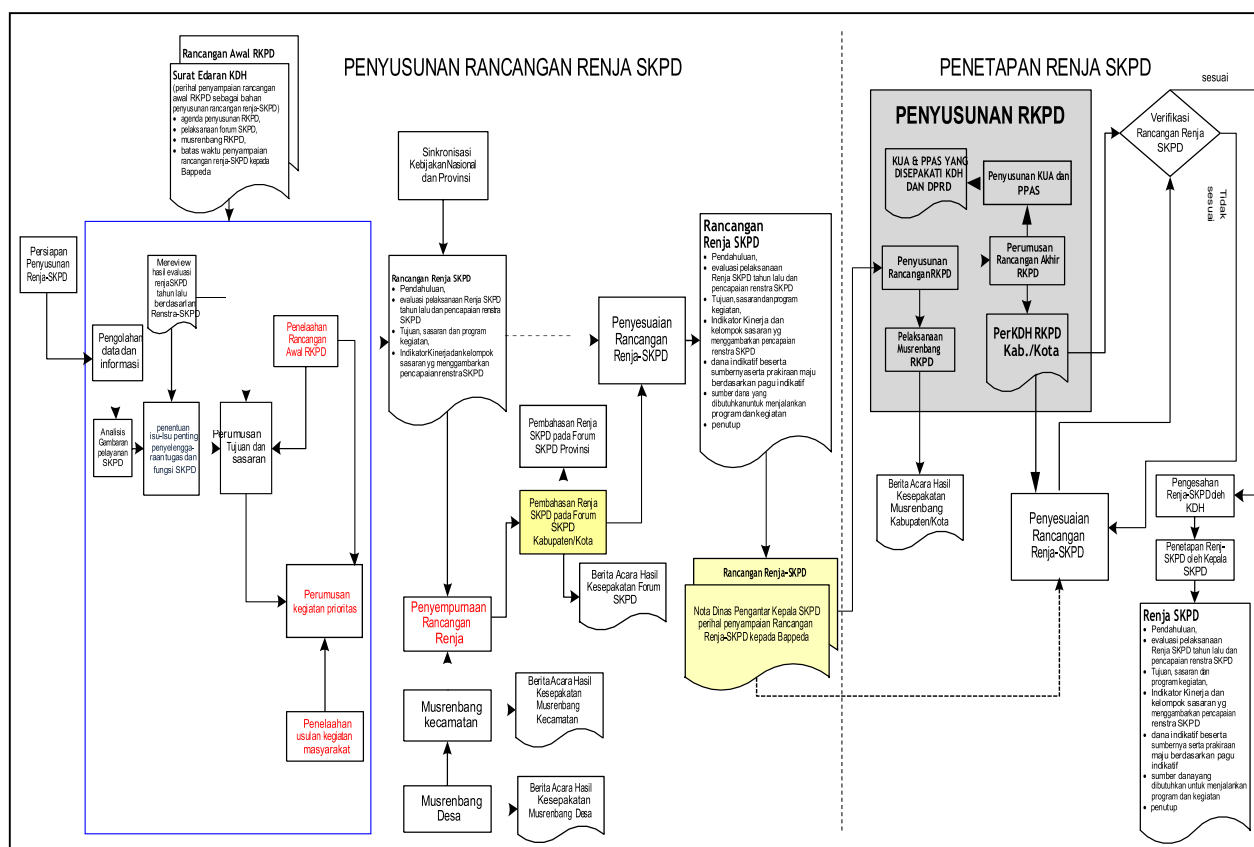 PENYUSUNAN RANCANGAN RENJA SKPD
PENETAPAN RENJA SKPD
Rancangan Awal RKPD
Surat Edaran KDH
(perihal penyampaian rancangan
awal RKPD sebagai bahan
penyusunan rancangan renja-SKPD)
• agenda penyusunan RKPD,
• pelaksanaan forum SKPD,
• musrenbang RKPD,
• batas waktu penyampaian
rancangan renja-SKPD kepada
Bappeda
Persiapan
Penyusunan
Renja-SKPD
Pengolahan
data dan
informasi
Mereview
hasil evaluasi
renja SKPD
tahun lalu
berdasarlan
Renstra-SKPD
Penelaahan
Rancangan
Awal RKPD
Analisis
Gambaran
pelayanan
SKPD
penentuan
isu-Isu penting
penyelengga-
raan tugas dan
fungsi SKPD
Perumusan
Tujuan dan
sasaran
Perumusan
kegiatan prioritas
Penelaahan
usulan kegiatan
masyarakat
Sinkronisasi
Kebijakan Nasional
dan Provinsi
Rancangan Renja SKPD
• Pendahuluan,
• evaluasi pelaksanaan Renja SKPD
tahun lalu dan pencapaian renstra
SKPD
• Tujuan, sasaran dan program
kegiatan,
• Indikator Kinerja dan kelompok
sasaran yg menggambarkan
pencapaian renstra SKPD
Pembahasan Renja
SKPD pada Forum
SKPD Provinsi
Pembahasan Renja
SKPD pada Forum
SKPD
Kabupaten/Kota
Berita Acara Hasil
Kesepakatan Forum
SKPD
Penyempurnaan
Rancangan
Renja
Musrenbang
kecamatan
Berita Acara Hasil
Kesepakatan
Musrenbang
Kecamatan
Musrenbang
Desa
Berita Acara Hasil
Kesepakatan
Musrenbang Desa
Penyesuaian
Rancangan
Renja-SKPD
Rancangan
Renja SKPD
• Pendahuluan,
• evaluasi pelaksanaan
Renja SKPD tahun lalu dan
pencapaian renstra SKPD
• Tujuan, sasaran dan program
kegiatan,
• Indikator Kinerja dan
kelompok sasaran yg
menggambarkan pencapaian
renstra SKPD
• dana indikatif beserta
sumbernya serta prakiraan maju
berdasarkan pagu indikatif
• sumber dana yang
dibutuhkan untuk menjalankan
program dan kegiatan
• penutup
Rancangan Renja-SKPD
Nota Dinas Pengantar Kepala SKPD
perihal penyampaian Rancangan
Renja-SKPD kepada Bappeda
PENYUSUNAN RKPD
KUA & PPAS YANG
DISEPAKATI KDH
DAN DPRD
Penyusunan KUA dan
PPAS
Penyusunan
Rancangan RKPD
Perumusan
Rancangan Akhir
RKPD
Pelaksanaan
Musrenbang
RKPD
PerKDH RKPD
Kab./Kota
Berita Acara Hasil
Kesepakatan
Musrenbang
Kabupaten/Kota
Penyesuaian
Rancangan
Renja-SKPD
sesuai
Verifikasi
Rancangan Renja
SKPD
Tidak
sesuai
Pengesahan
Renja-SKPD oleh
KDH
Penetapan Renj-
SKPD oleh Kepala
SKPD
Renja SKPD
• Pendahuluan,
• evaluasi pelaksanaan
Renja SKPD tahun lalu dan
pencapaian renstra SKPD
• Tujuan, sasaran dan
program kegiatan,
• Indikator Kinerja dan
kelompok sasaran yg
menggambarkan pencapaian
renstra SKPD
• dana indikatif beserta
sumbernya serta prakiraan
maju berdasarkan pagu
indikatif
• sumber dana yang
dibutuhkan untuk menjalankan
program dan kegiatan
• penutup